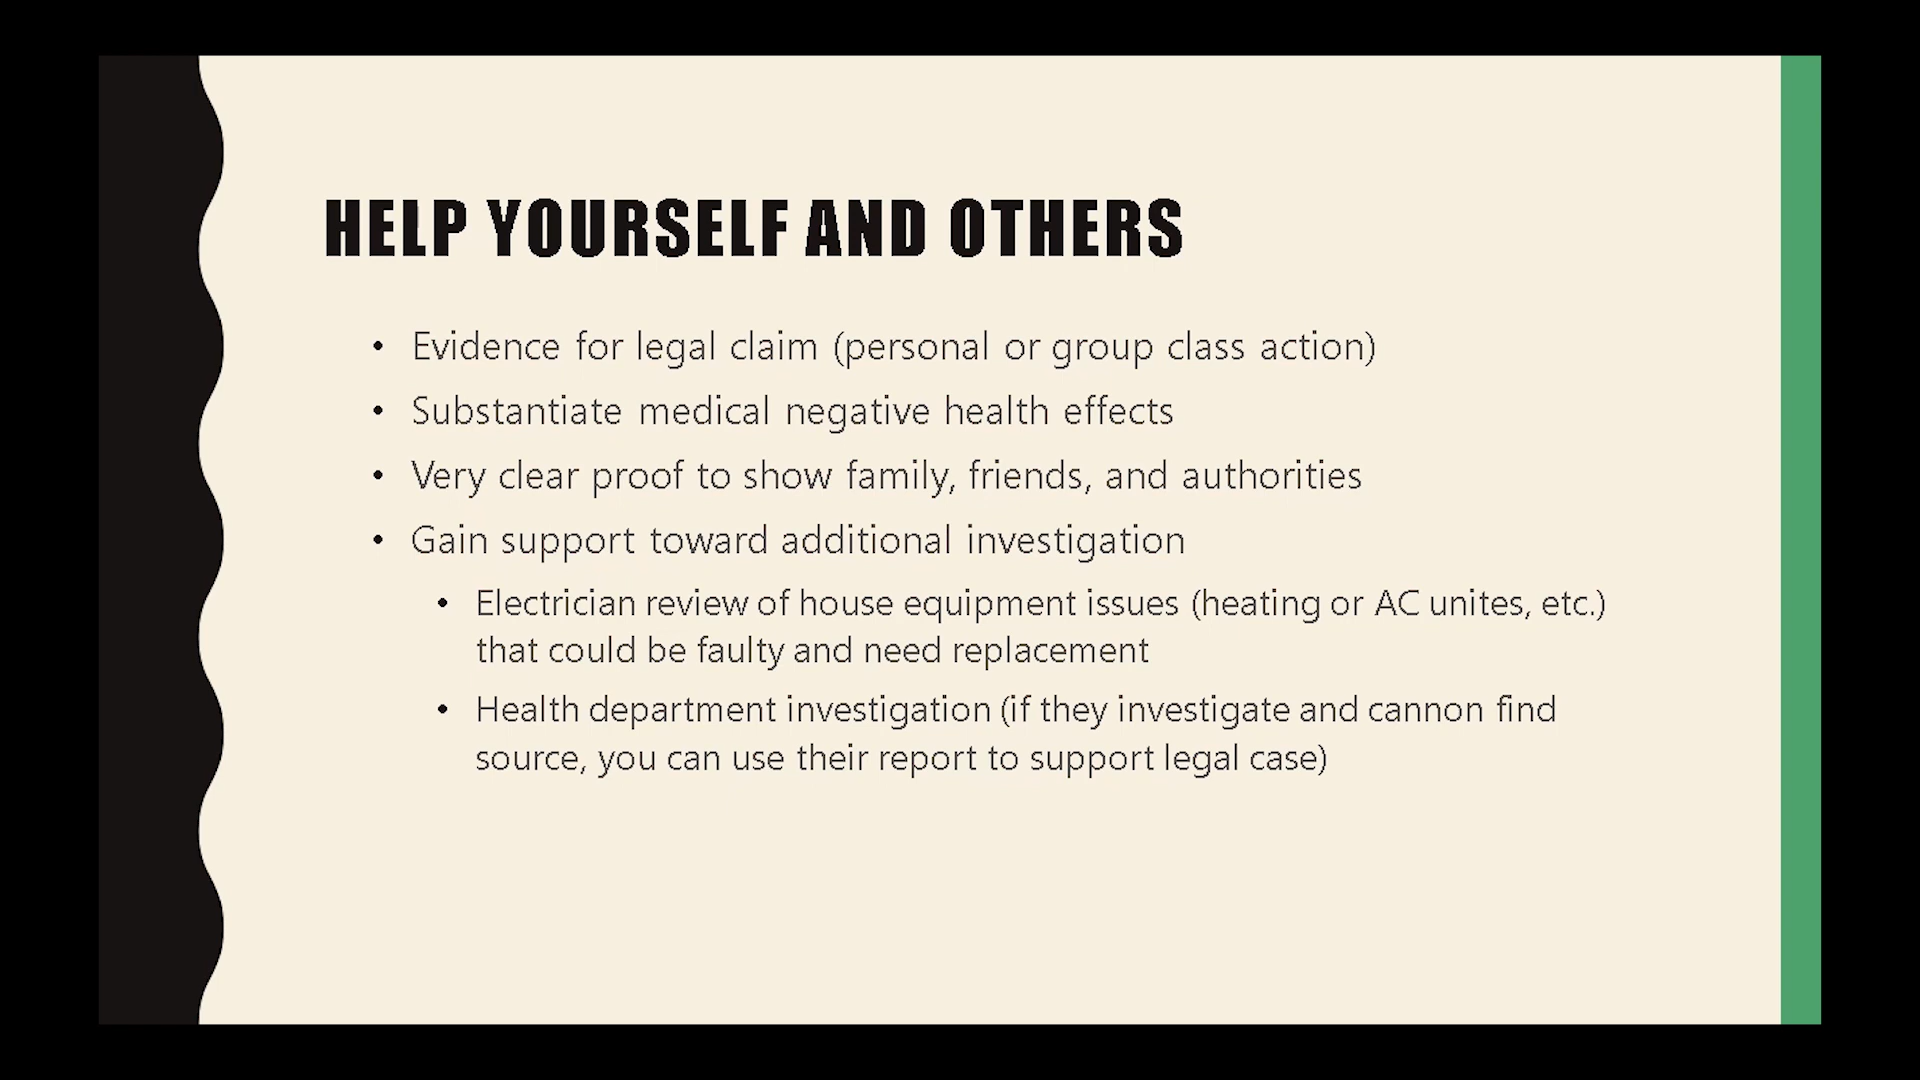 HELP YOURSELF AND OTHERS
• Evidence for legal claim (personal or group class action)
• Substantiate medical negative health effects
• Very clear proof to show family, friends, and authorities
• Gain support toward additional investigation
• Electrician review of house equipment issues (heating or AC unites, etc.)
that could be faulty and need replacement
• Health department investigation (if they investigate and cannon find
source, you can use their report to support legal case)